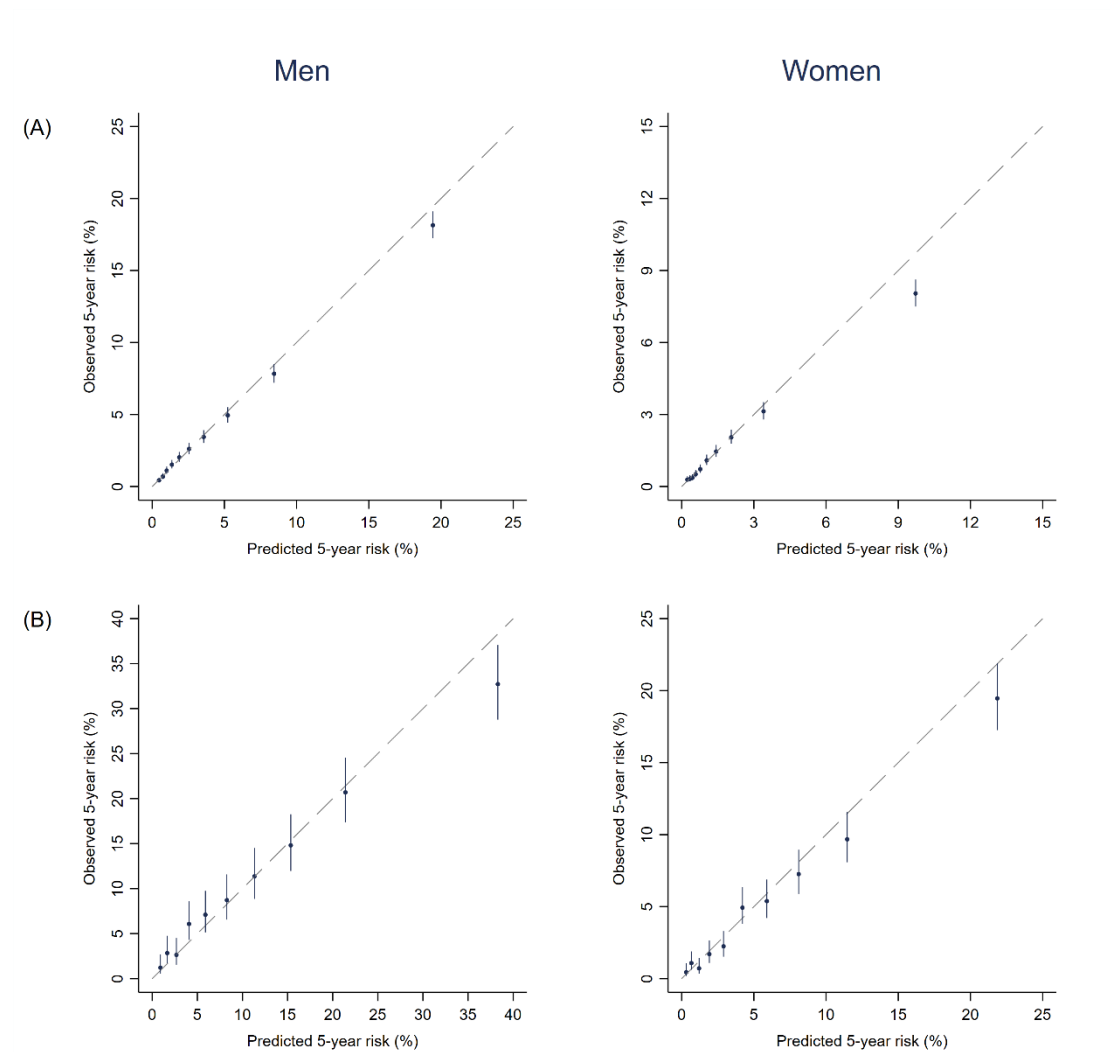 Men
Women
(A)
Observed 5-year risk (%)
25
20
15
10
5
0
0 5 10 15 20 25
Predicted 5-year risk (%)
Observed 5-year risk (%)
15
12
9
6
3
0
0 3 6 9 12 15
Predicted 5-year risk (%)
(B)
Observed 5-year risk (%)
40
35
30
25
20
15
10
5
0
0 5 10 15 20 25 30 35 40
Predicted 5-year risk (%)
Observed 5-year risk (%)
25
20
15
10
5
0
0 5 10 15 20 25
Predicted 5-year risk (%)